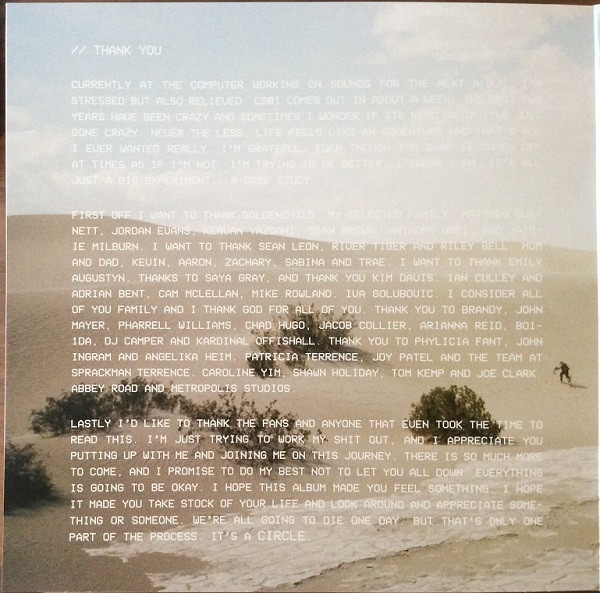 // THANK YOU
CURRENTLY AT THE COMPUTER WORKING ON SOUNDS FOR THE NEXT ALBUM. I'M
STRESSED BUT ALSO RELIEVED. CS01 COMES OUT IN ABOUT A WEEK. THE PAST
YEARS HAVE BEEN CRAZY AND SOMETIMES I WONDER IF ITS REAL OR IF I'VE JUST
GONE CRAZY. NEVER THE LESS, LIFE FEELS LIKE AN ADVENTURE
I EVER WANTED REALLY. I'M GRATEFUL. EVEN THOUGH I'M SURE IT COMES OFF
AT TIMES AS IF I'M NOT. I'M TRYING TO BE BETTER. I SWEAR I AM. IT'S ALL
JUST A BIG EXPERIMENT. A CASE STUDY.
FIRST OFF I WANT TO THANK GOLDENCHILD. MY SELECTED FAMILY. MATTHEW BUR-
NETT, JORDAN EVANS, KEAVAN YAZDANI, SEAN BROWN, ANTHONY
IE MILBURN. I WANT TO THANK SEAN LEON, RIVER TIBER AND RILEY BELL. MOM
AND DAD, KEVIN, AARON, ZACHARY, SABINA AND TRAE. I WANT TO THANK EMILY
AUGUSTYN. THANKS TO SAYA GRAY, AND THANK YOU KIM DAVIS. IAN CULLEY AND
ADRIAN BENT, CAM MCLELLAN, MIKE ROWLAND. IVA GOLUBOVIC. I CONSIDER ALL
OF YOU FAMILY AND I THANK GOD FOR ALL OF YOU. THANK YOU TO BRANDY, JOHN
MAYER, PHARRELL WILLIAMS, CHAD HUGO, JACOB COLLIER, ARIANNA REID, BOI-
1DA, DJ CAMPER AND KARDINAL OFFISHALL. THANK YOU TO PHYLICIA FANT, JOHN
INGRAM AND ANGELIKA HEIM. PATRICIA TERRENCE, JOY PATEL AND THE TEAM AT
SPRACKMAN TERRENCE. CAROLINE YIM, SHAWN HOLIDAY, TOM KEMP AND JOE CLARK.
ABBEY ROAD AND METROPOLIS STUDIOS.
LASTLY I'D LIKE TO THANK THE FANS AND ANYONE THAT EVEN TOOK THE TIME TO
READ THIS. I'M JUST TRYING TO WORK MY SHIT OUT, AND I APPRECIATE YOU
PUTTING UP WITH ME AND JOINING ME ON THIS JOURNEY. THERE IS SO MUCH MORE
TO COME, AND I PROMISE TO DO MY BEST NOT TO LET YOU ALL DOWN. EVERYTHING
IS GOING TO BE OKAY. I HOPE THIS ALBUM MADE YOU FEEL SOMETHING. I HOPE
IT MADE YOU TAKE STOCK OF YOUR LIFE AND LOOK AROUND AND APPRECIATE SOME-
THING OR SOMEONE. WE'RE ALL GOING TO DIE ONE DAY. BUT THAT'S ONLY ONE
PART OF THE PROCESS. IT'S A CIRCLE.